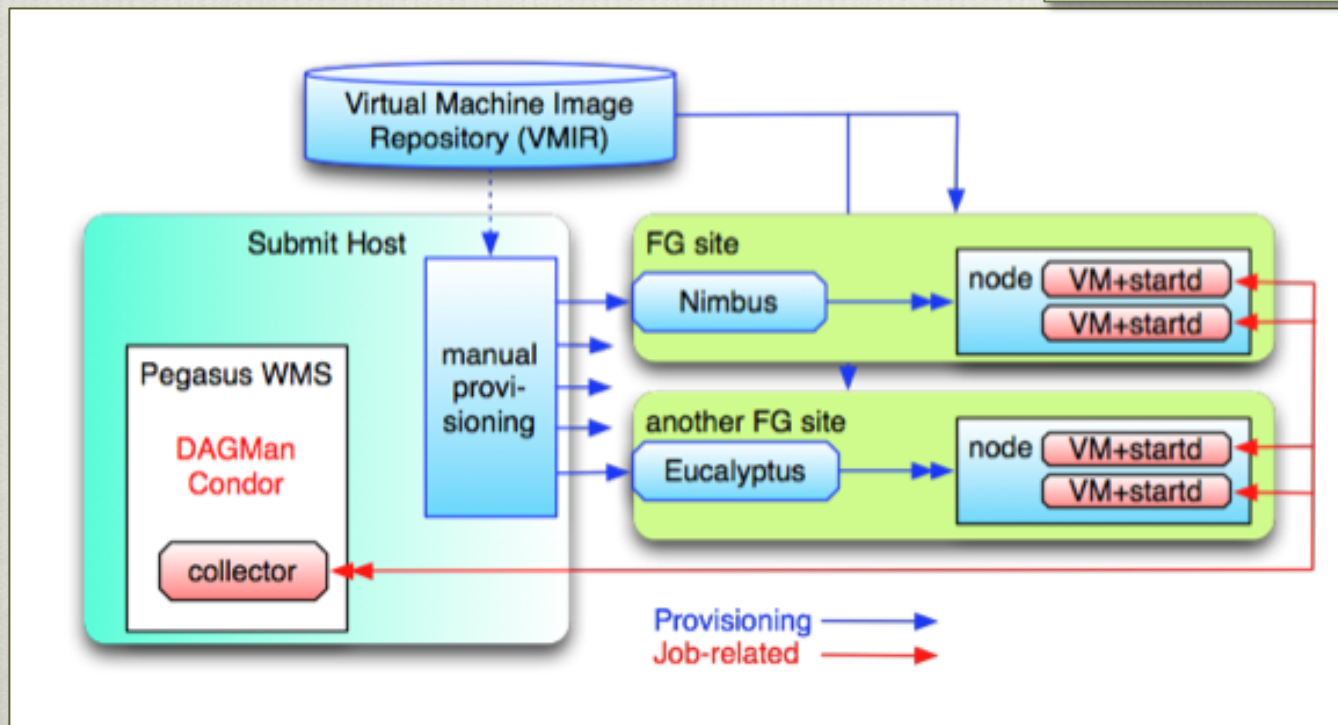 Virtual Machine Image
Repository (VMIR)
Submit Host
manual
provi-
sioning
Pegasus WMS
DAGMan
Condor
collector
FG site
Nimbus
node
VM+startd
VM+startd
another FG site
Eucalyptus
node
VM+startd
VM+startd
Provisioning
Job-related